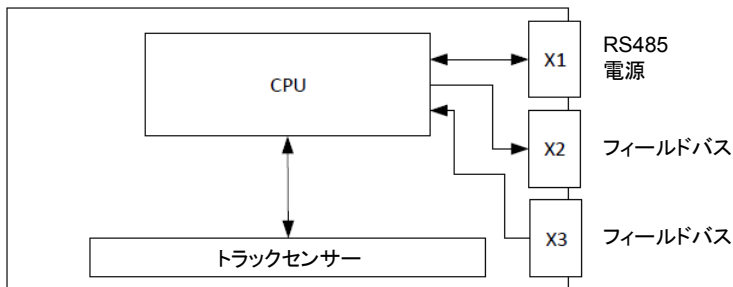 CPU
X1
RS485
電源
X2
フィールドバス
X3
フィールドバス
トラックセンサー